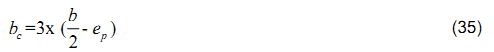 b_c =3x (b/2 - e_p ) (35)